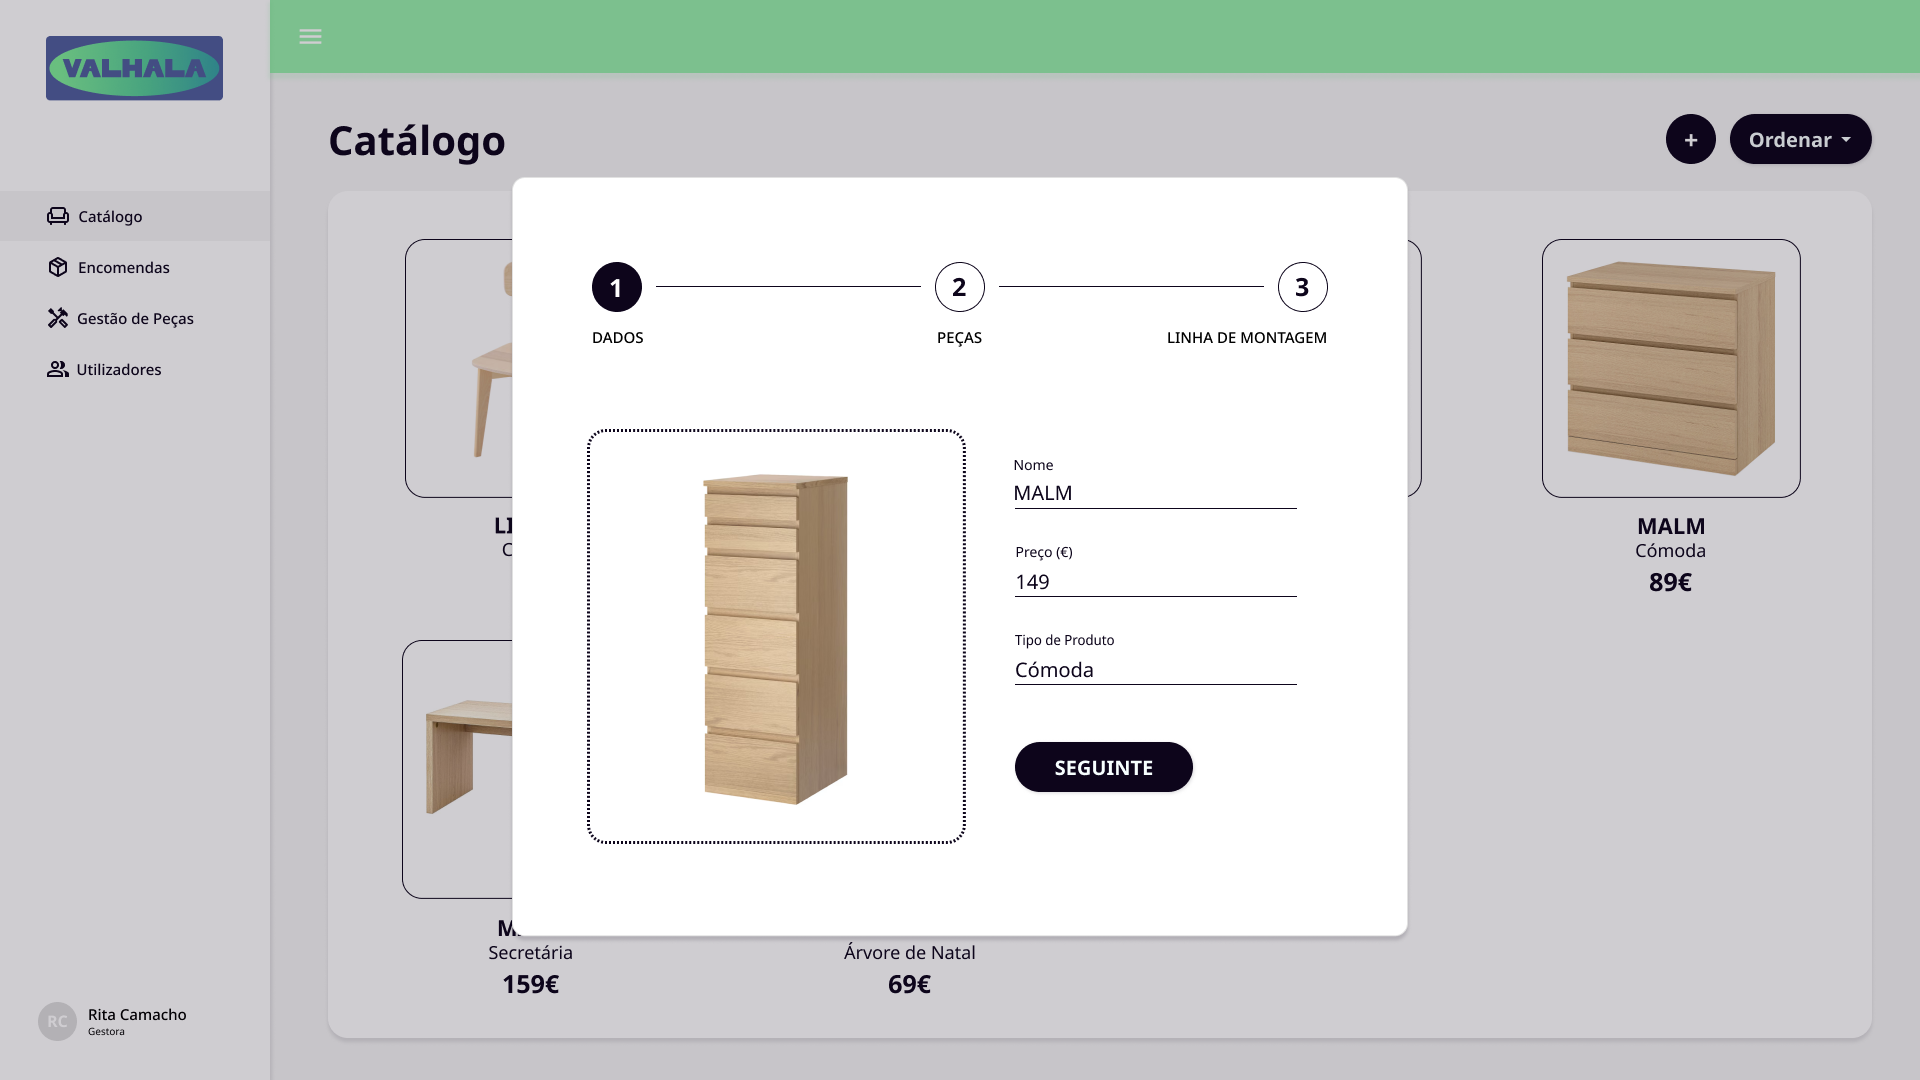 VALHALA
Catálogo
Encomendas
Gestão de Peças
Utilizadores
RC
Rita Camacho
Gestora
Catálogo
+
Ordenar
1
2
3
DADOS
PEÇAS
LINHA DE MONTAGEM
Nome
MALM
Preço (€)
149
Tipo de Produto
Cómoda
SEGUINTE
MALM
Cómoda
89€
Secretária
159€
Árvore de Natal
69€